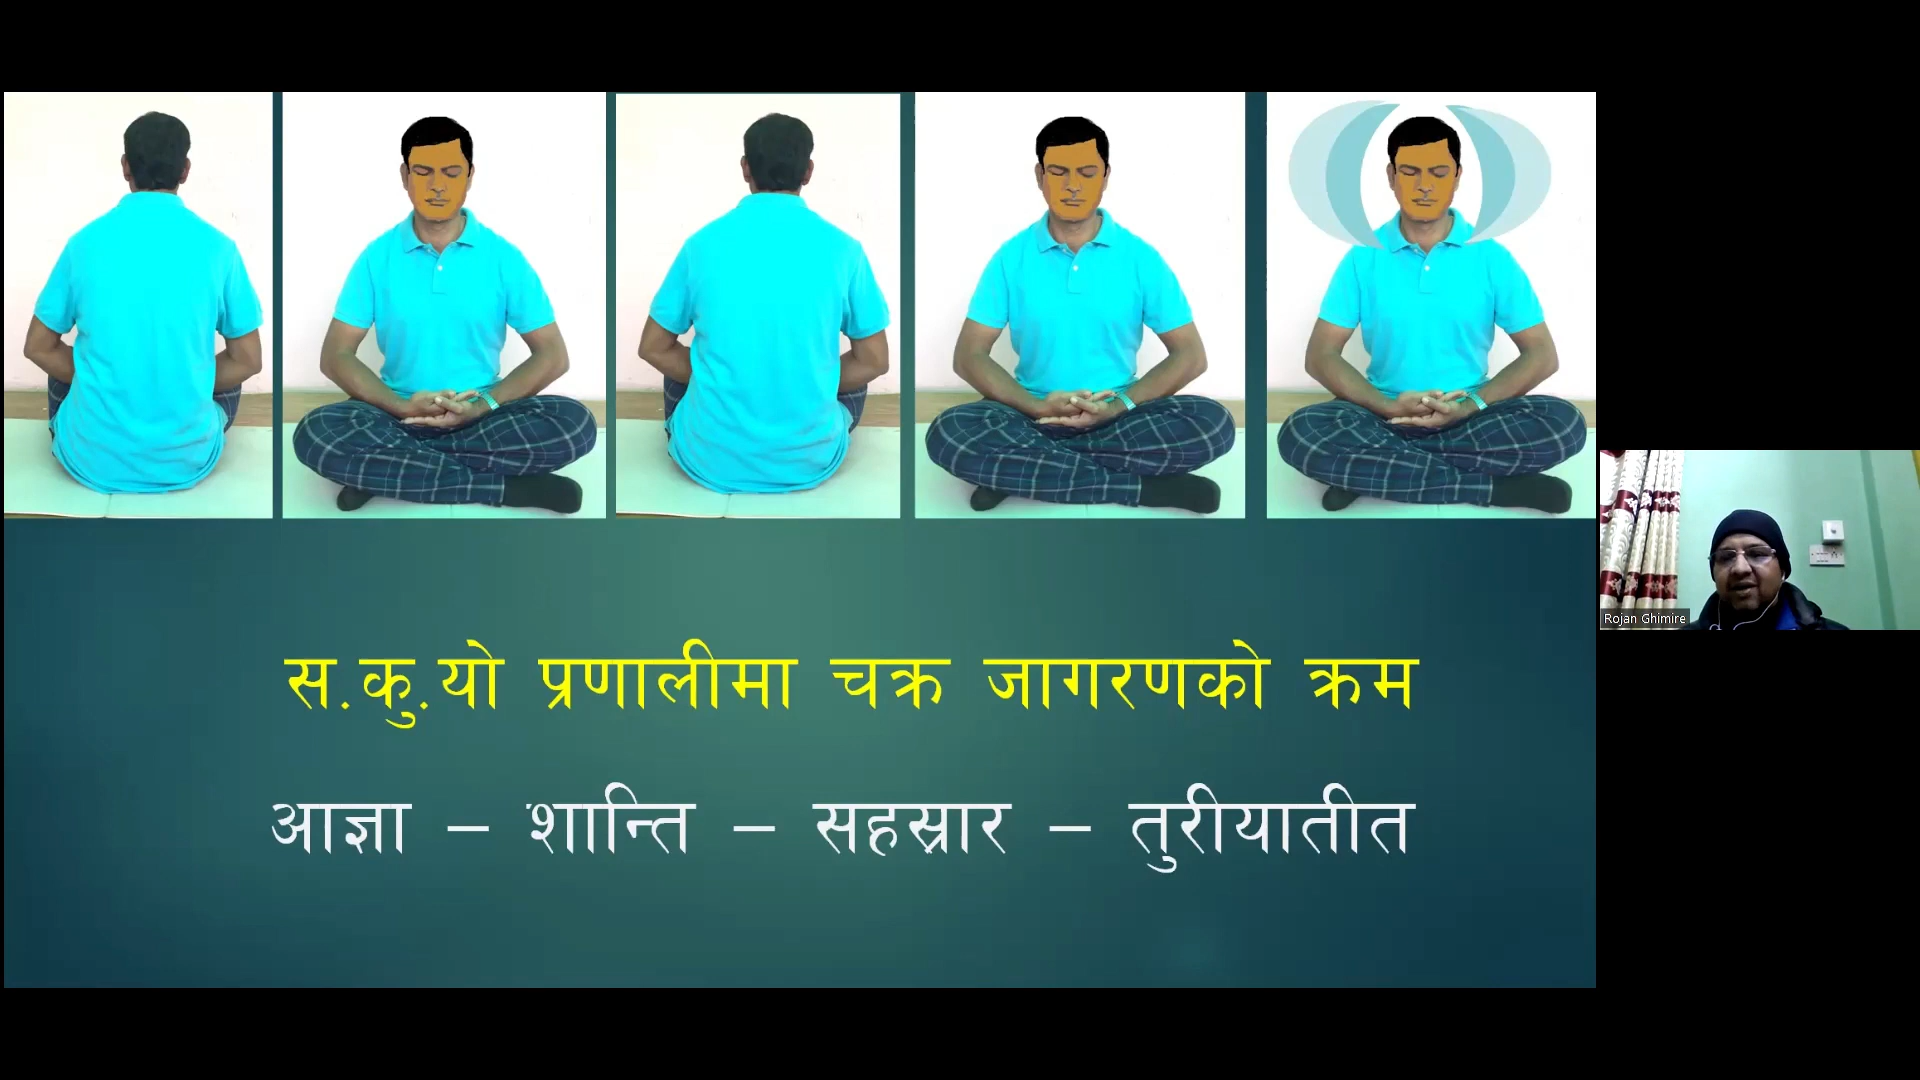 स.कु.यो प्रणालीमा चक्र जागरणको क्रम
आज्ञा – शान्ति – सहस्रार – तुरीयातीत
Rojan Ghimire